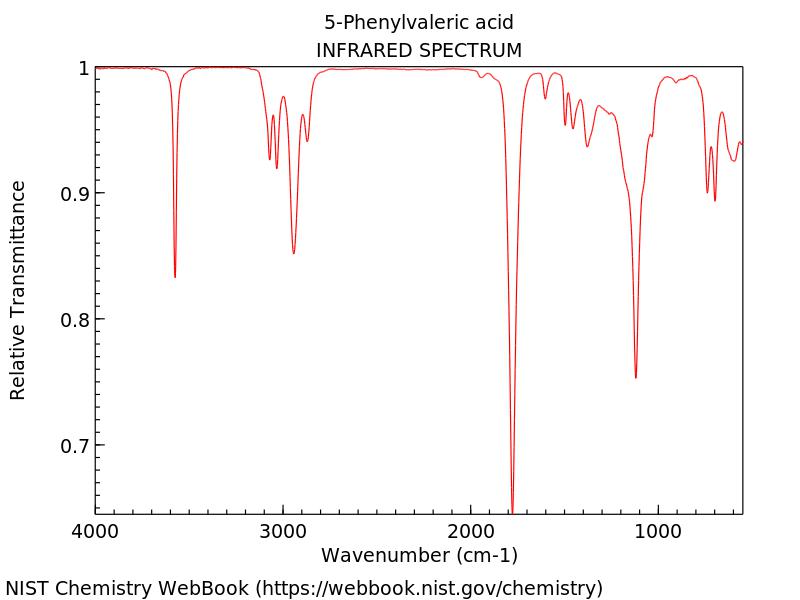 5-Phenylvaleric acid
INFRARED SPECTRUM
1
0.9
0.8
0.7
Relative Transmittance
4000 3000 2000 1000
Wavenumber (cm-1)
NIST Chemistry WebBook (https://webbook.nist.gov/chemistry)